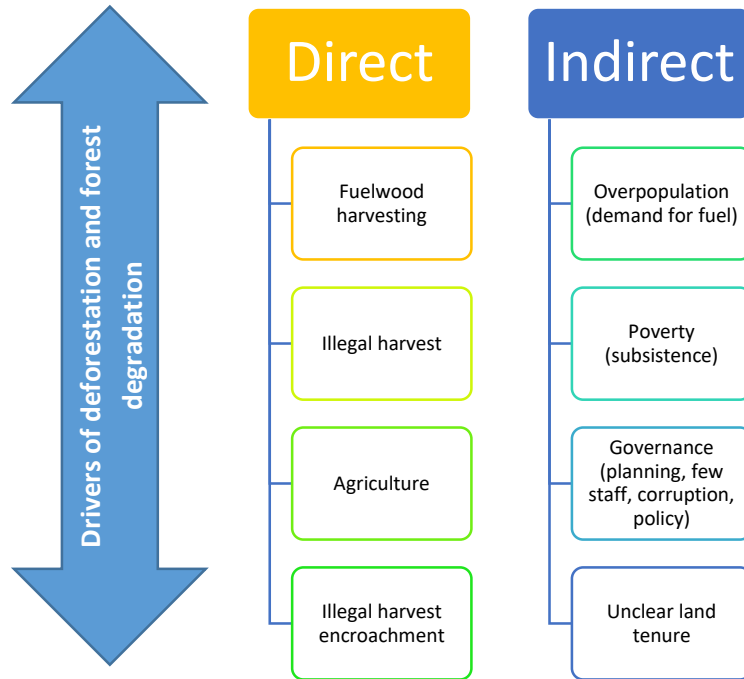 Drivers of deforestation and forest
degradation
Direct
Fuelwood
harvesting
Illegal harvest
Agriculture
Illegal harvest
encroachment
Indirect
Overpopulation
(demand for fuel)
Poverty
(subsistence)
Governance
(planning, few
staff, corruption,
policy)
Unclear land
tenure